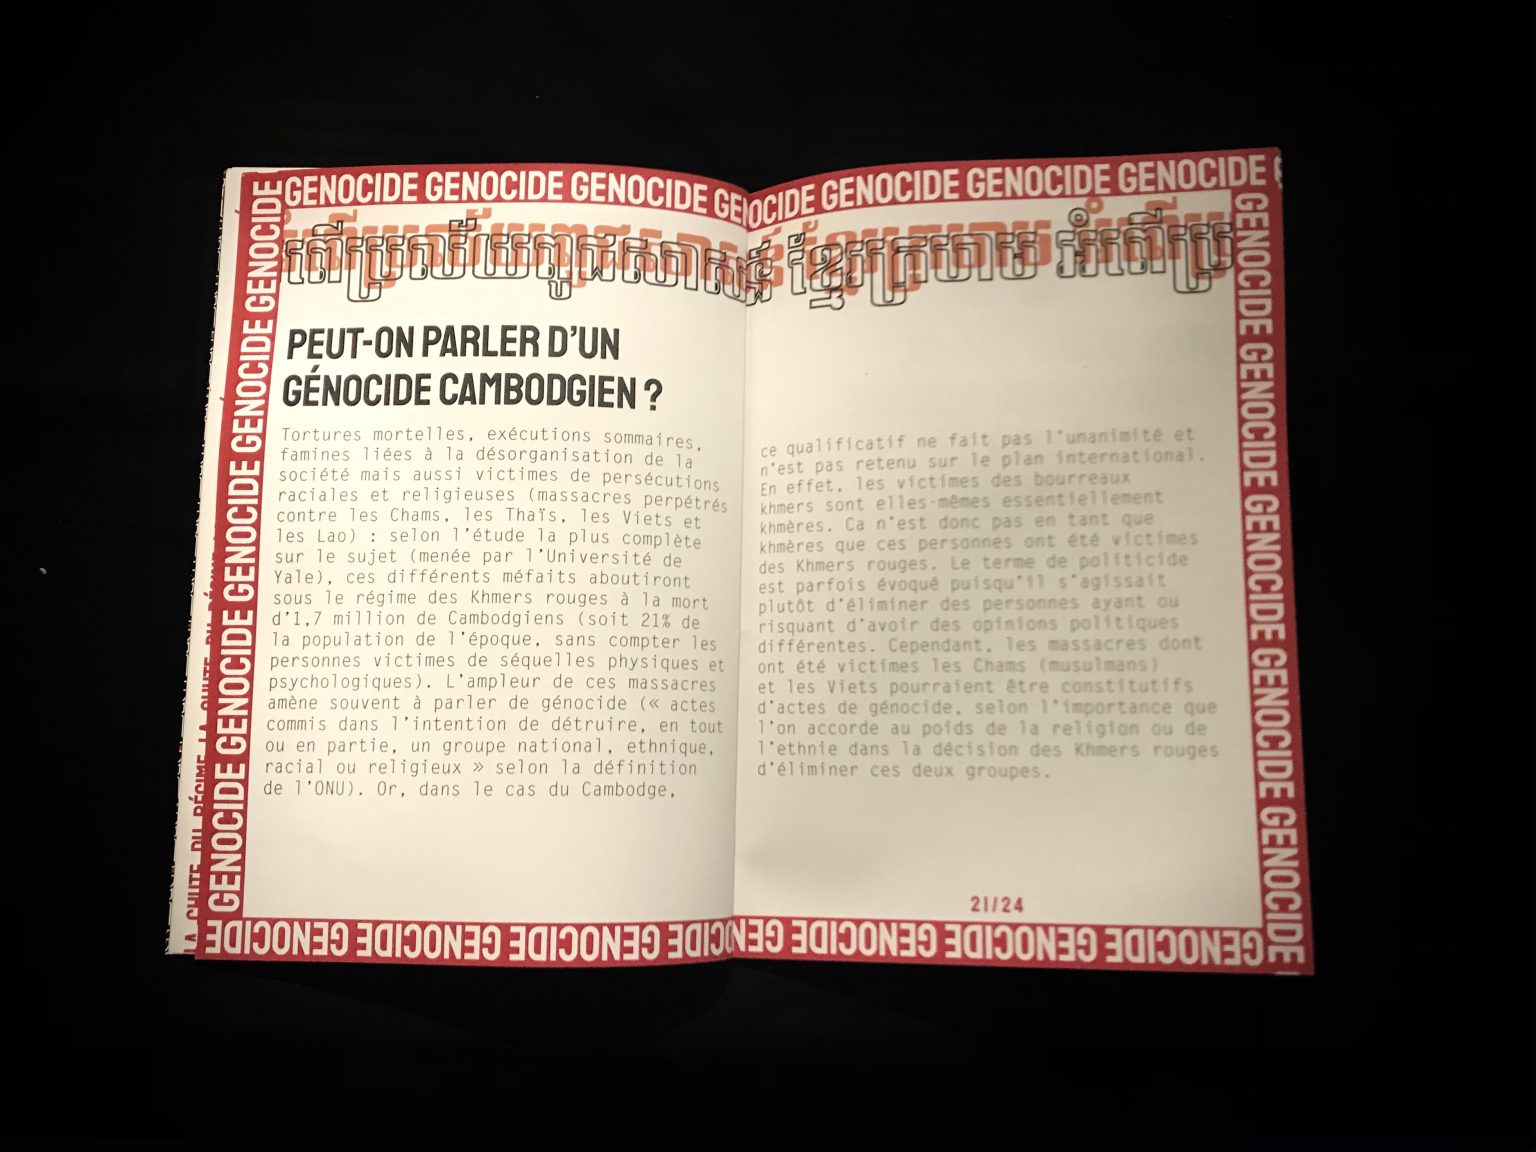 GENOCIDE GENOCIDE GENOCIDE GENOCIDE GENOCIDE GENOCIDE GENOCIDE
អំពើប្រល័យពូជសាសន៍ ខ្មែរក្រហម អំពើប្រ
PEUT-ON PARLER D'UN
GÉNOCIDE CAMBODGIEN ?
Tortures mortelles, exécutions sommaires,
famines liées à la désorganisation de la
société mais aussi victimes de persécutions
raciales et religieuses (massacres perpétrés
contre les Chams, les Thaïs, les Viets et
les Lao) : selon l'étude la plus complète
sur le sujet (menée par l'Université de
Yale), ces différents méfaits aboutiront
sous le régime des Khmers rouges à la mort
d'1,7 million de Cambodgiens (soit 21% de
la population de l'époque, sans compter les
personnes victimes de séquelles physiques et
psychologiques). L'ampleur de ces massacres
amène souvent à parler de génocide (« actes
commis dans l'intention de détruire, en tout
ou en partie, un groupe national, ethnique,
racial ou religieux » selon la définition
de l'ONU). Or, dans le cas du Cambodge,
ce qualificatif ne fait pas l'unanimité et
n'est pas retenu sur le plan international.
En effet, les victimes des bourreaux
khmers sont elles-mêmes essentiellement
khmères. Ca n'est donc pas en tant que
khmères que ces personnes ont été victimes
des Khmers rouges. Le terme de politicide
est parfois évoqué puisqu'il s'agissait
plutôt d'éliminer des personnes ayant ou
risquant d'avoir des opinions politiques
différentes. Cependant, les massacres dont
ont été victimes les Chams (musulmans)
et les Viets pourraient être constitutifs
d'actes de génocide, selon l'importance que
l'on accorde au poids de la religion ou de
l'ethnie dans la décision des Khmers rouges
d'éliminer ces deux groupes.
21/24
GENOCIDE GENOCIDE GENOCIDE GENOCIDE GENOCIDE
GENOCIDE GENOCIDE GENOCIDE GENOCIDE GENOCIDE
GENOCIDE GENOCIDE GENOCIDE GENOCIDE GENOCIDE GENOCIDE GENOCIDE
LA CHUTE DU RÉGIME LA CHUTE DU RÉGIME